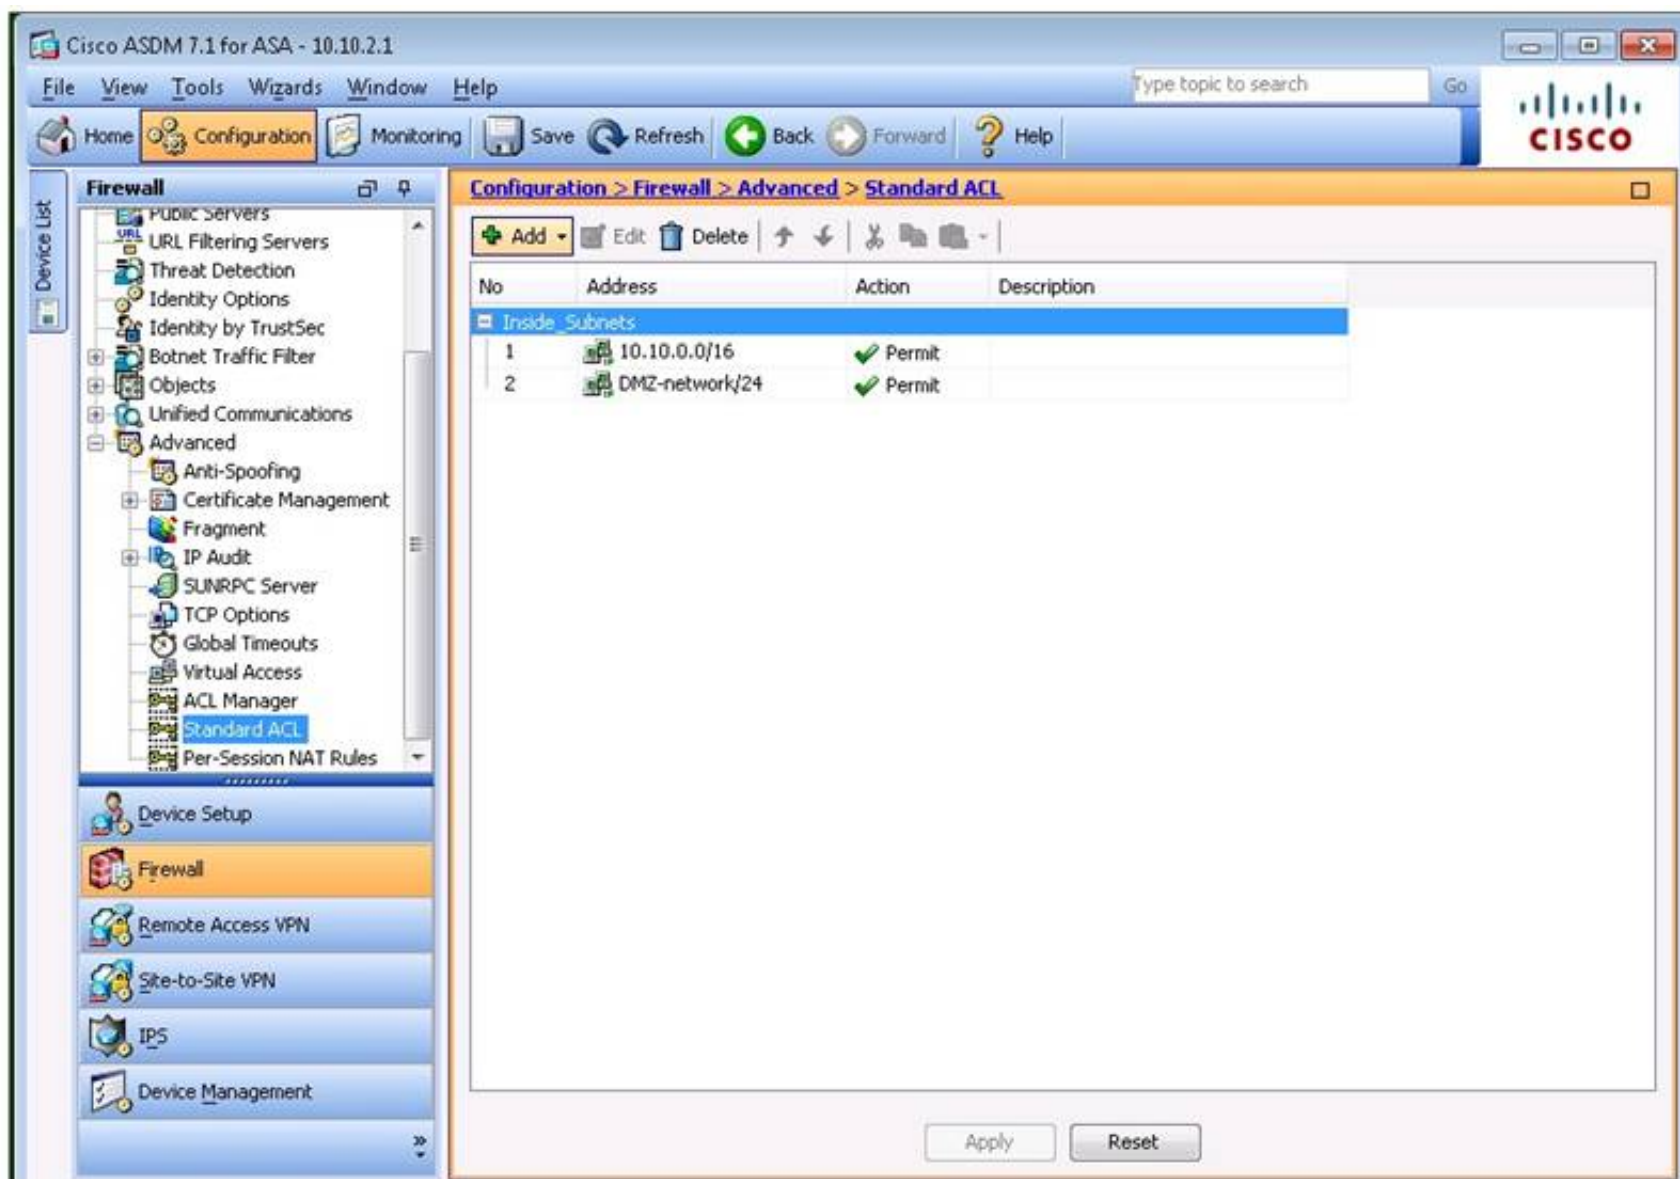 Cisco ASDM 7.1 for ASA - 10.10.2.1
File View Tools Wizards Window Help
Type topic to search Go
CISCO
Home Configuration Monitoring Save Refresh Back Forward Help
Device List
Firewall
Public Servers
URL URL Filtering Servers
Threat Detection
Identity Options
Identity by TrustSec
Botnet Traffic Filter
Objects
Unified Communications
Advanced
Anti-Spoofing
Certificate Management
Fragment
IP Audit
SUNRPC Server
TCP Options
Global Timeouts
Virtual Access
ACL Manager
Standard ACL
Per-Session NAT Rules
Device Setup
Firewall
Remote Access VPN
Site-to-Site VPN
IPS
Device Management
Configuration > Firewall > Advanced > Standard ACL
Add Edit Delete
No Address Action Description
Inside_Subnets
1 10.10.0.0/16 Permit
2 DMZ-network/24 Permit
Apply Reset